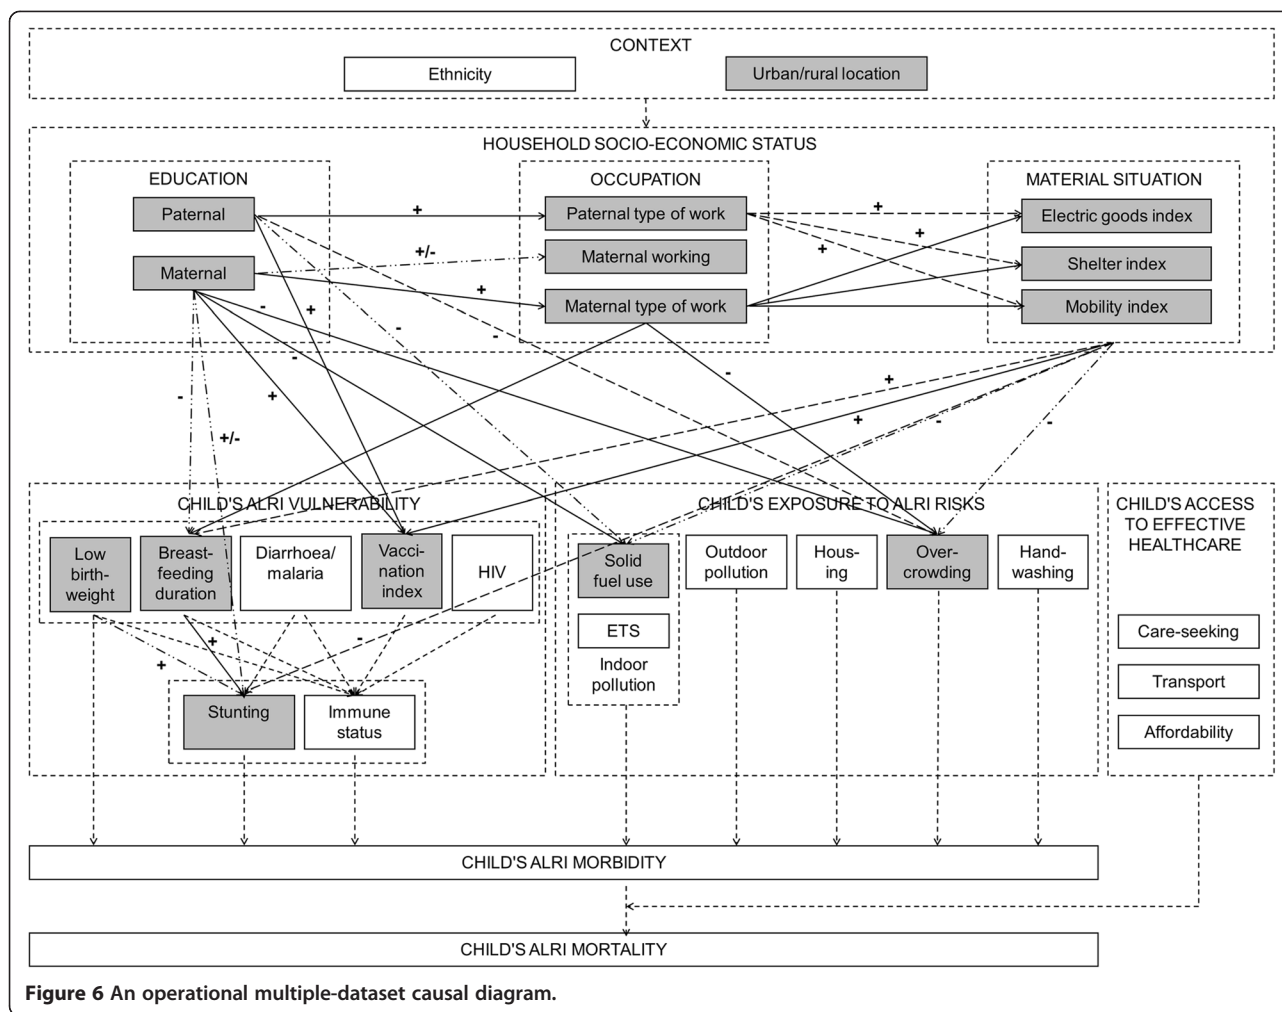 CONTEXT
Ethnicity
Urban/rural location
HOUSEHOLD SOCIO-ECONOMIC STATUS
EDUCATION
OCCUPATION
MATERIAL SITUATION
Paternal
+
Paternal type of work
+
Electric goods index
+
+
+/-
Maternal
Maternal working
Shelter index
+
Maternal type of work
Mobility index
-
+
-
-
-
-
+
-
+
+
-
-
-
+/-
CHILD'S ALRI VULNERABILITY
CHILD'S EXPOSURE TO ALRI RISKS
CHILD'S ACCESS
TO EFFECTIVE
HEALTHCARE
Low
birth-
weight
Breast-
feeding
duration
Diarrhoea/
malaria
Vacci-
nation
index
HIV
Solid
fuel use
Outdoor
pollution
Hous-
ing
Over-
crowding
Hand-
washing
ETS
Indoor
pollution
Care-seeking
Transport
Affordability
+
-
+
Stunting
Immune
status
CHILD'S ALRI MORBIDITY
CHILD'S ALRI MORTALITY
Figure 6 An operational multiple-dataset causal diagram.